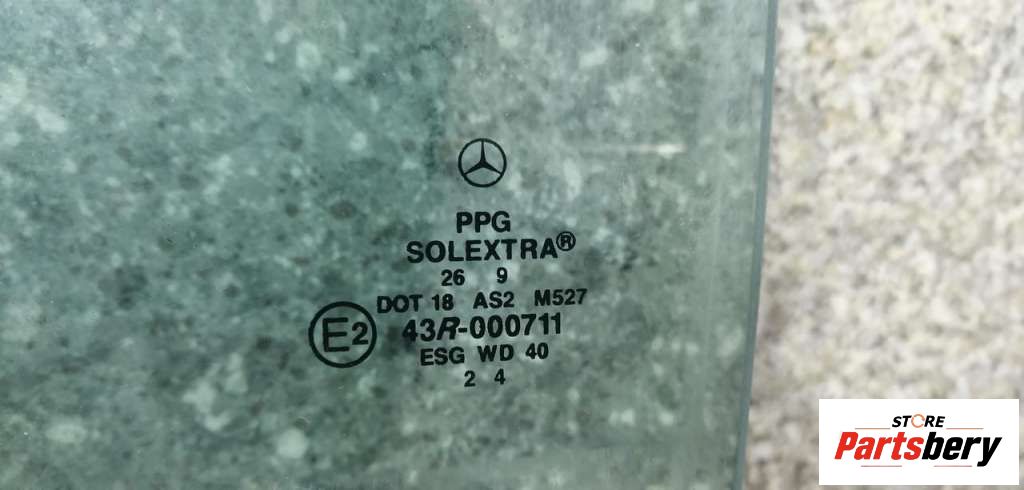 PPG
SOLEXTRA®
26 9
DOT 18 AS2 M527
E2 43R-000711
ESG WD 40
2 4
STORE
Partsbery